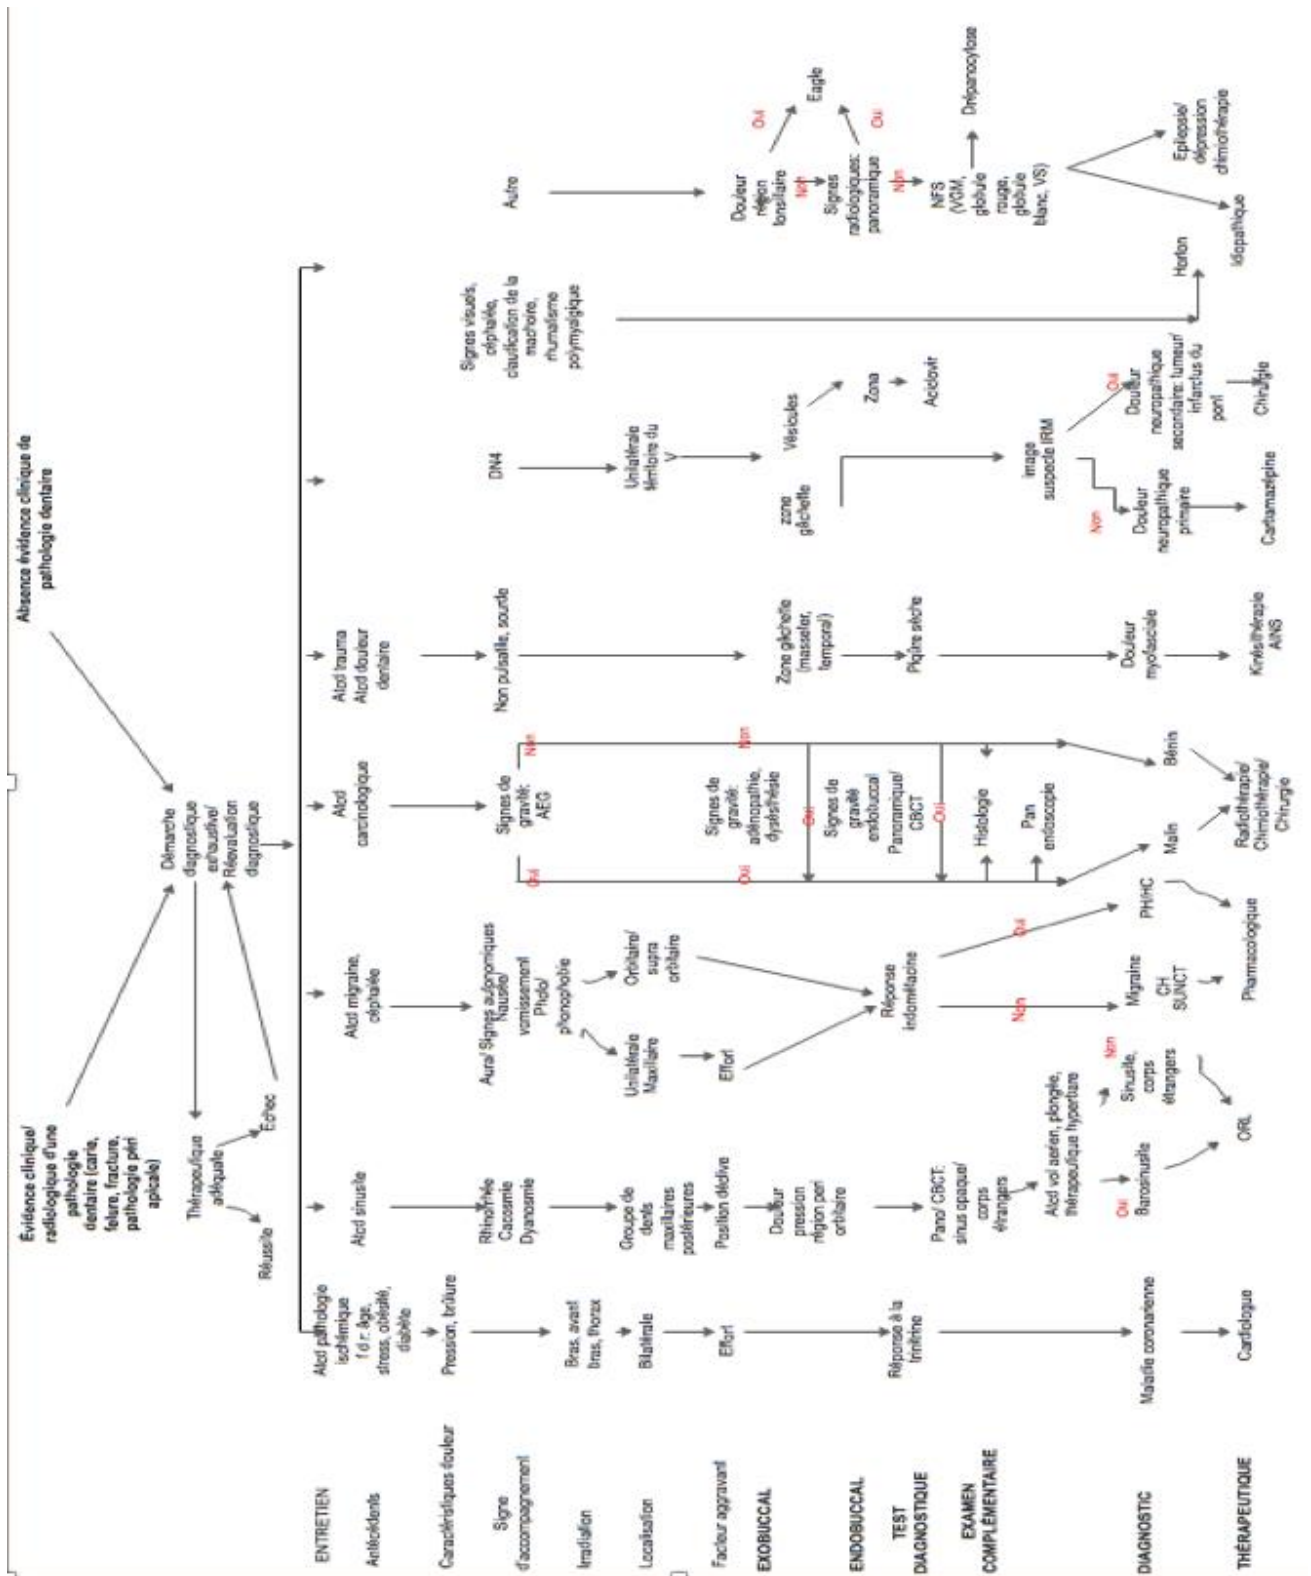 Évidence clinique/
radiologique d'une
pathologie
dentaire (carie,
felure, fracture,
pathologie péri
apicale)
Absence évidence clinique de
pathologie dentaire
Démarche
diagnostique
exhaustive/
Réevaluation
diagnostique
Thérapeutique
adéquate
Réussite
Echec
ENTRETIEN
Antécédents
Atcd pathologie
ischémique
f.d.r: âge,
stress, obésité,
diabète
Atcd sinusite
Atcd migraine,
céphalée
Atcd
carcinologique
Atcd trauma
Atcd douleur
dentaire
Caractéristiques douleur
Pression, brûlure
Signe
d'accompagnement
Rhinorrhée
Cacosmie
Dyanosmie
Aura/ Signes autonomiques
Nausée/
vomissement
Photo/
phonophobie
Signes de
gravité:
AEG
Oui
Non
Non pulsatile, sourde
DN4
Signes visuels,
céphalée,
claudication de la
machoire,
rhumatisme
polymyalgique
Autre
Irradiation
Bras, avant
bras, thorax
Localisation
Bilatérale
Groupe de
dents
maxillaires
postérieures
Unilatérale
Maxillaire
Orbitaire/
supra
orbitaire
Unilatérale
térritoire du
V
Facteur aggravant
Effort
Position déclive
Effort
EXOBUCCAL
Douleur
pression
région peri
orbitaire
Signes de
gravité:
adénopathie,
dysésthésie
Oui
Non
Oui
Zone gâchette
(masseter,
temporal)
zone
gâchette
Vésicules
Zona
Aciclovir
Douleur
région
tonsillaire
Oui
Non
Eagle
ENDOBUCCAL
Signes de
gravité
endobuccal
Panoramique/
CBCT
Oui
Signes
radiologiques:
panoramique
Oui
Non
TEST
DIAGNOSTIQUE
Réponse à la
trinitrine
Réponse
indométacine
Oui
Non
Piqûre sèche
EXAMEN
COMPLÉMENTAIRE
Pano/ CBCT:
sinus opaque/
corps
étrangers
Atcd vol aerien, plongée,
thérapeutique hyperbare
Oui
Non
Histologie
Pan
endoscopie
image
suspecte IRM
Non
Oui
NFS
(VGM,
globule
rouge,
globule
blanc, VS)
Drépanocytose
DIAGNOSTIC
Maladie coronarienne
Barosinusite
Sinusite,
corps
étrangers
Migraine
CH
SUNCT
PH/HC
Malin
Bénin
Douleur
myofasciale
Douleur
neuropathique
primaire
Douleur
neuropathique
secondaire: tumeur/
infarctus du
pont
Horton
Idiopathique
Epilepsie/
dépression
chimiothérapie
THÉRAPEUTIQUE
Cardiologue
ORL
Pharmacologique
Radiothérapie/
Chimiothérapie/
Chirurgie
Kinésithérapie
AINS
Carbamazépine
Chirurgie